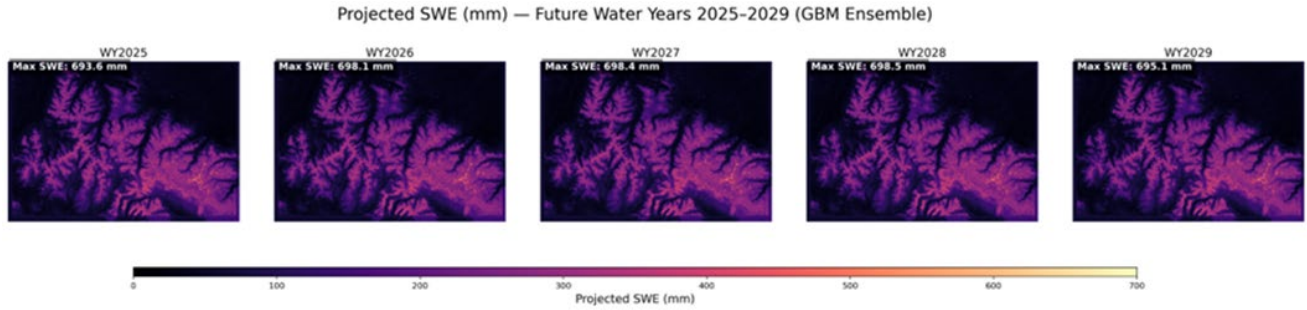 Projected SWE (mm) — Future Water Years 2025–2029 (GBM Ensemble)
WY2025 WY2026 WY2027 WY2028 WY2029
Max SWE: 693.6 mm Max SWE: 698.1 mm Max SWE: 698.4 mm Max SWE: 698.5 mm Max SWE: 695.1 mm
0 100 200 300 400 500 600 700
Projected SWE (mm)